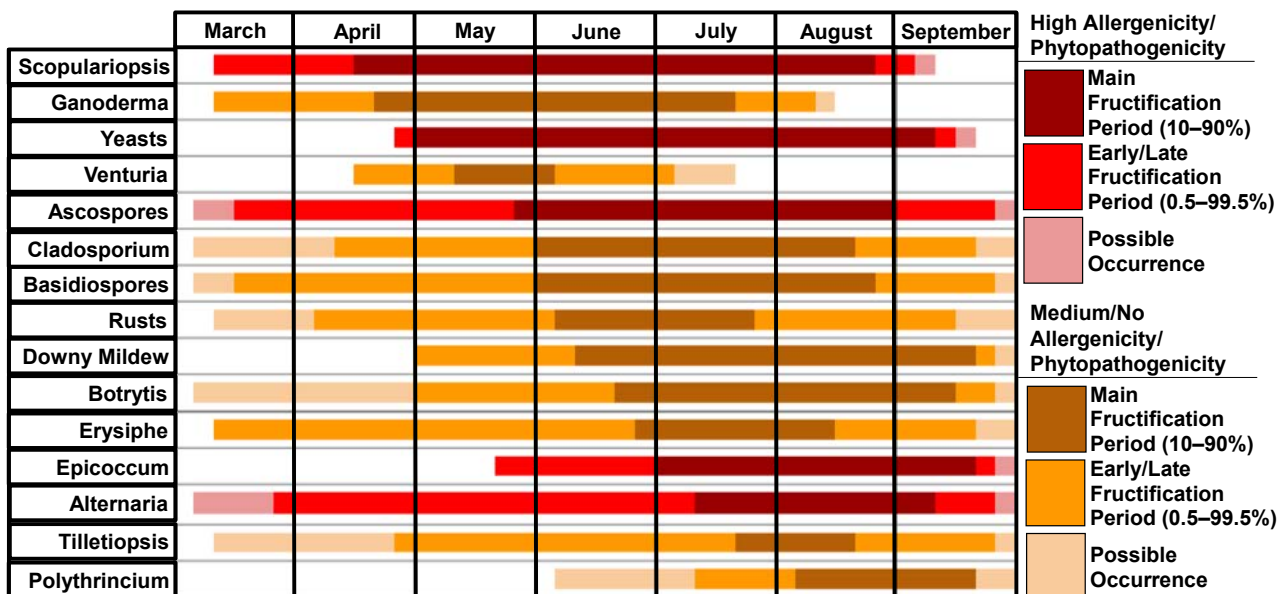 March April May June July August September
Scopulariopsis
Ganoderma
Yeasts
Venturia
Ascospores
Cladosporium
Basidiospores
Rusts
Downy Mildew
Botrytis
Erysiphe
Epicoccum
Alternaria
Tilletiopsis
Polythrincium
High Allergenicity/
Phytopathogenicity
Main
Fructification
Period (10–90%)
Early/Late
Fructification
Period (0.5–99.5%)
Possible
Occurrence
Medium/No
Allergenicity/
Phytopathogenicity
Main
Fructification
Period (10–90%)
Early/Late
Fructification
Period (0.5–99.5%)
Possible
Occurrence